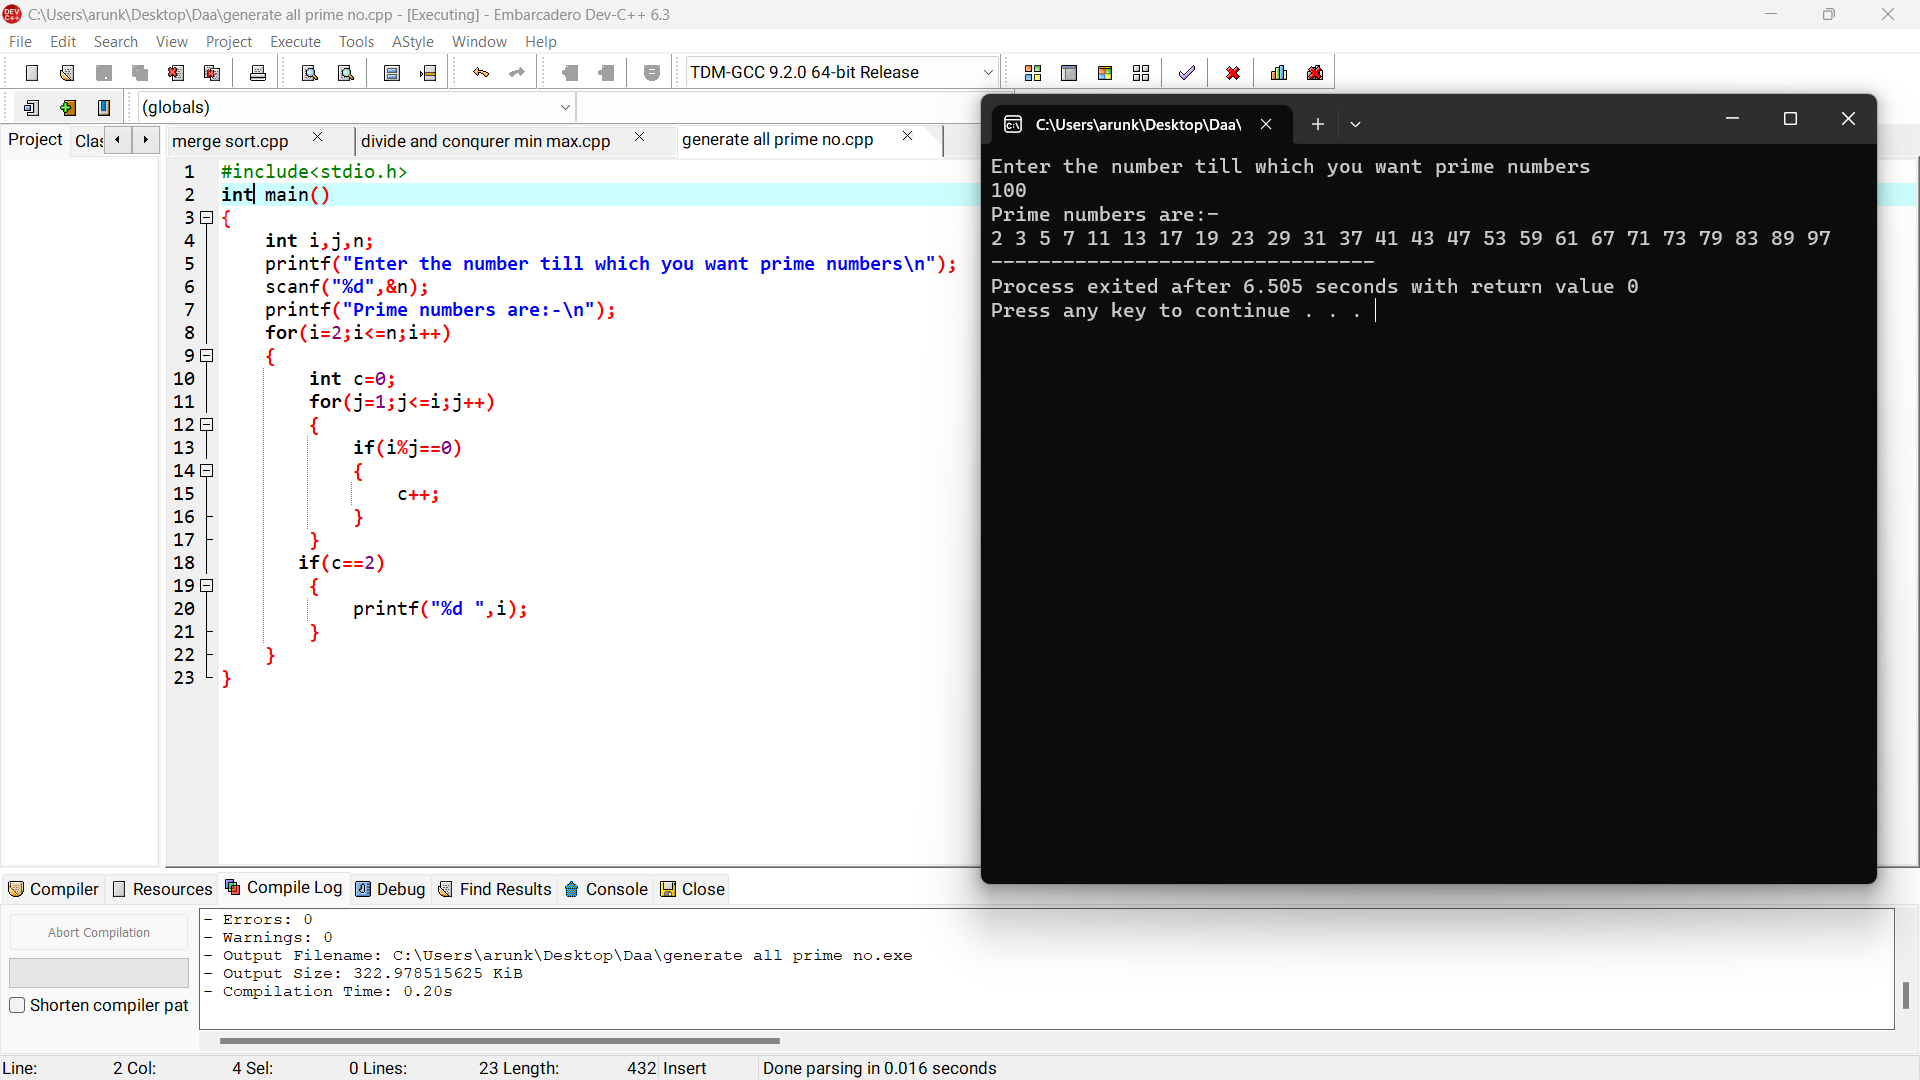 C:\Users\arunk\Desktop\Daa\generate all prime no.cpp - [Executing] - Embarcadero Dev-C++ 6.3
File Edit Search View Project Execute Tools AStyle Window Help
TDM-GCC 9.2.0 64-bit Release
(globals)
Project Clas merge sort.cpp divide and conqurer min max.cpp generate all prime no.cpp
1 #include<stdio.h>
2 int main()
3 {
4 int i,j,n;
5 printf("Enter the number till which you want prime numbers\n");
6 scanf("%d",&n);
7 printf("Prime numbers are:-\n");
8 for(i=2;i<=n;i++)
9 {
10 int c=0;
11 for(j=1;j<=i;j++)
12 {
13 if(i%j==0)
14 {
15 c++;
16 }
17 }
18 if(c==2)
19 {
20 printf("%d ",i);
21 }
22 }
23 }
C:\Users\arunk\Desktop\Daa\
Enter the number till which you want prime numbers
100
Prime numbers are:-
2 3 5 7 11 13 17 19 23 29 31 37 41 43 47 53 59 61 67 71 73 79 83 89 97
--------------------------------
Process exited after 6.505 seconds with return value 0
Press any key to continue . . .
Compiler Resources Compile Log Debug Find Results Console Close
Abort Compilation
Shorten compiler pat
- Errors: 0
- Warnings: 0
- Output Filename: C:\Users\arunk\Desktop\Daa\generate all prime no.exe
- Output Size: 322.978515625 KiB
- Compilation Time: 0.20s
Line: 2 Col: 4 Sel: 0 Lines: 23 Length: 432 Insert Done parsing in 0.016 seconds